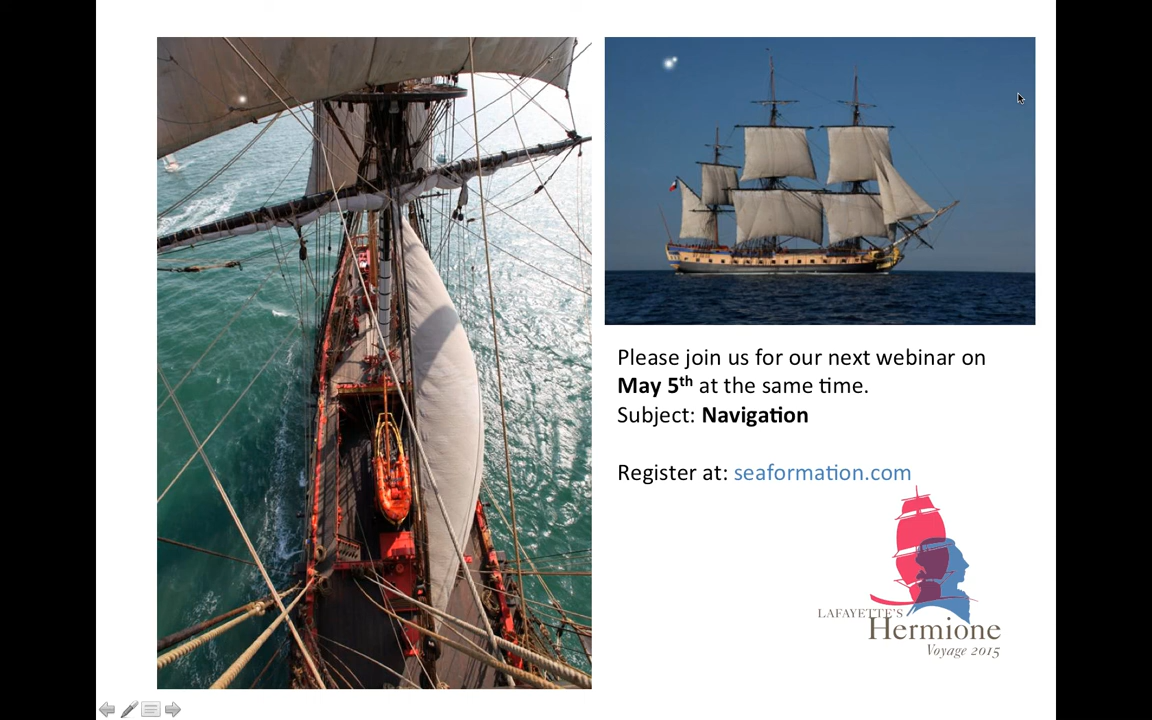 Please join us for our next webinar on
May 5th at the same time.
Subject: Navigation
Register at: seaformation.com
LAFAYETTE'S
Hermione
Voyage 2015